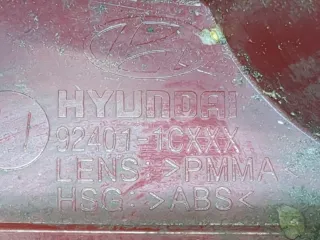 HYUNDAI
92401-1CXXX
LENS >PMMA
HSG >ABS<